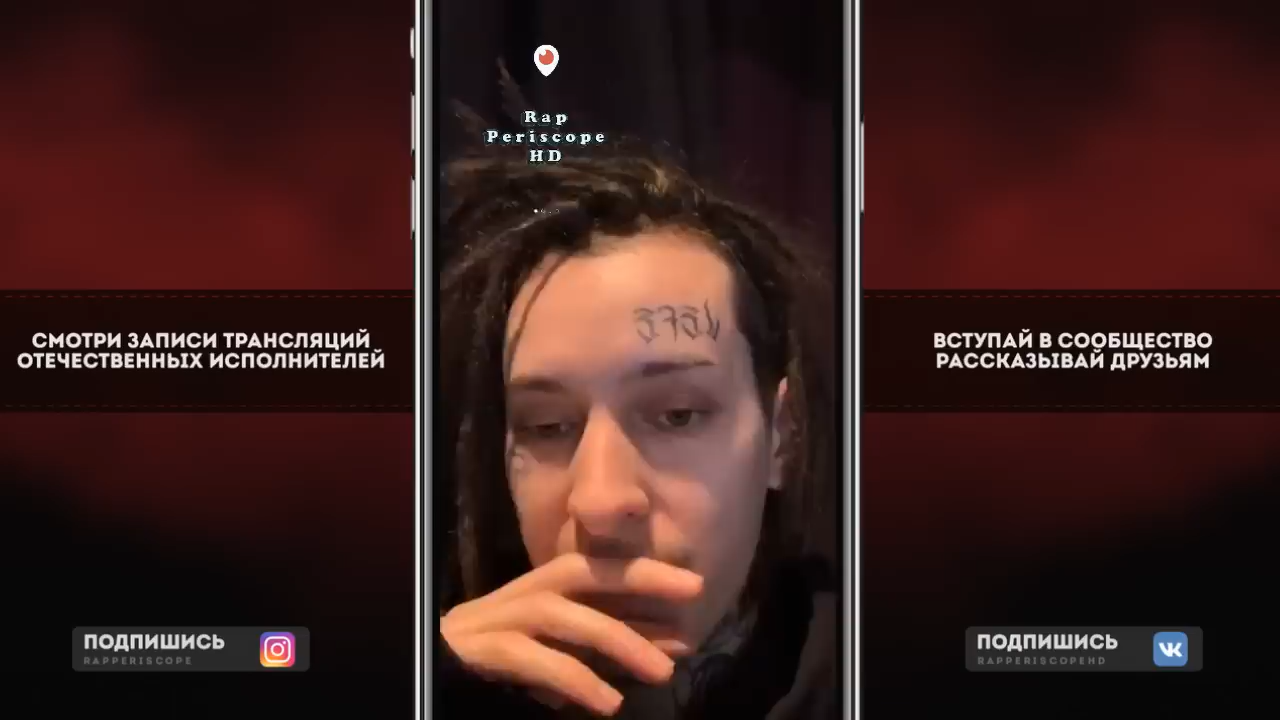 Rap
Periscope
HD
СМОТРИ ЗАПИСИ ТРАНСЛЯЦИЙ
ОТЕЧЕСТВЕННЫХ ИСПОЛНИТЕЛЕЙ
ВСТУПАЙ В СООБЩЕСТВО
РАССКАЗЫВАЙ ДРУЗЬЯМ
ПОДПИШИСЬ
RAPPERISCOPE
ПОДПИШИСЬ
RAPPERISCOPEHD